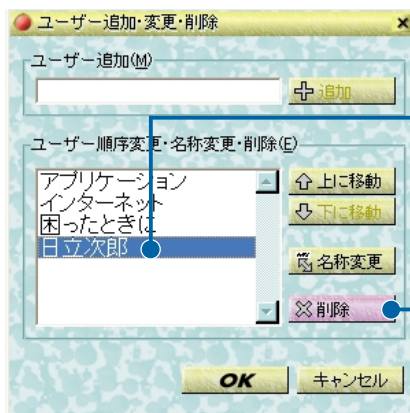 ユーザー追加・変更・削除
ユーザー追加(M)
追加
ユーザー順序変更・名称変更・削除(E)
アプリケーション
インターネット
困ったときに
日立次郎
上に移動
下に移動
名称変更
削除
OK
キャンセル